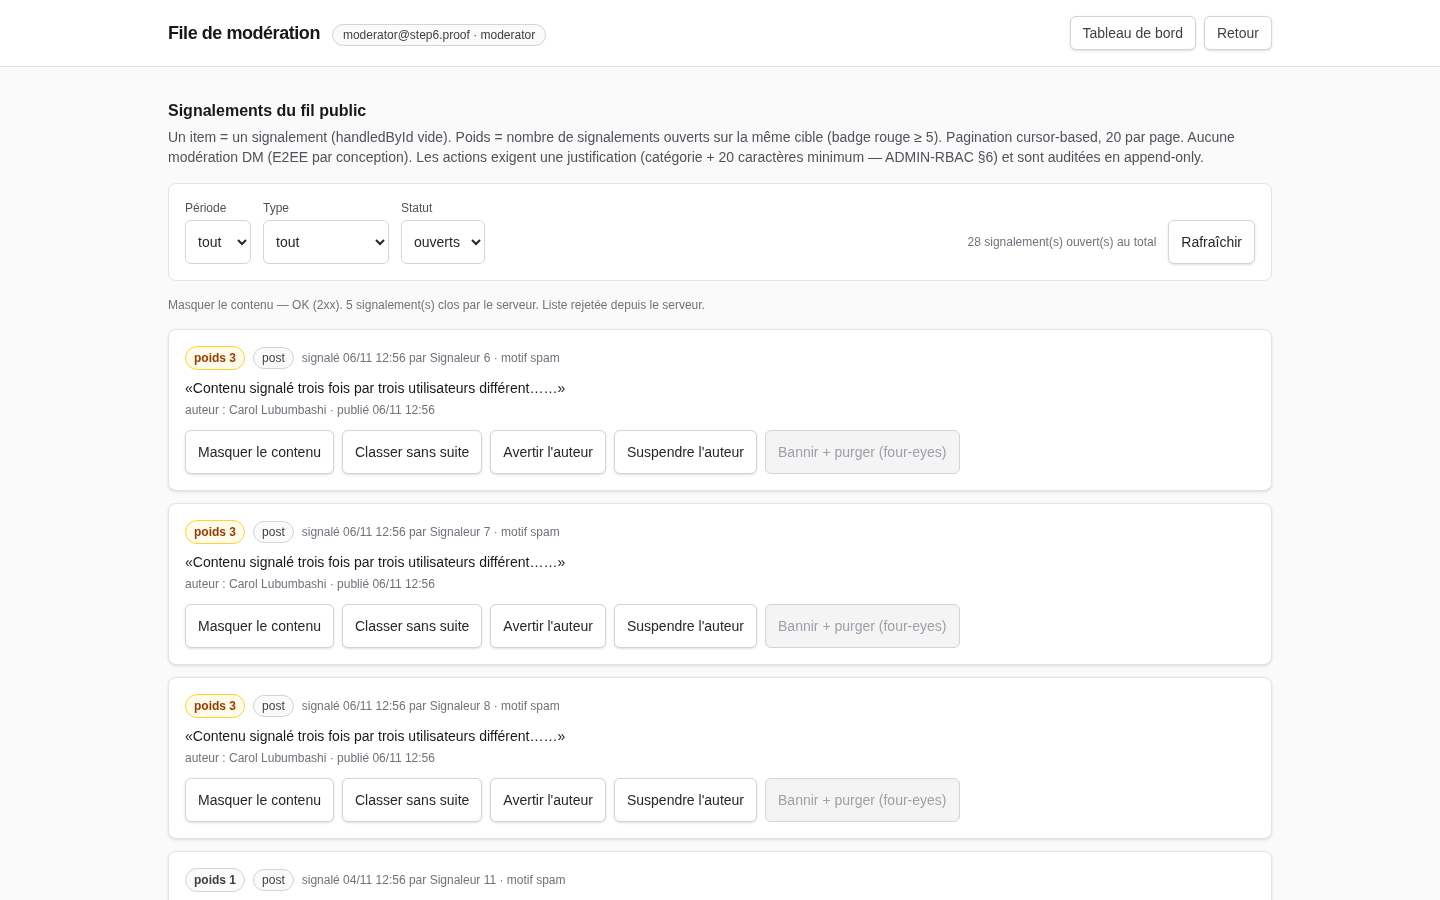 File de modération
moderator@step6.proof · moderator
Tableau de bord
Retour
Signalements du fil public
Un item = un signalement (handledById vide). Poids = nombre de signalements ouverts sur la même cible (badge rouge ≥ 5). Pagination cursor-based, 20 par page. Aucune
modération DM (E2EE par conception). Les actions exigent une justification (catégorie + 20 caractères minimum — ADMIN-RBAC §6) et sont auditées en append-only.
Période
Type
Statut
tout
tout
ouverts
28 signalement(s) ouvert(s) au total
Rafraîchir
Masquer le contenu — OK (2xx). 5 signalement(s) clos par le serveur. Liste rejetée depuis le serveur.
poids 3 post signalé 06/11 12:56 par Signaleur 6 · motif spam
«Contenu signalé trois fois par trois utilisateurs différent……»
auteur : Carol Lubumbashi · publié 06/11 12:56
Masquer le contenu Classer sans suite Avertir l'auteur Suspendre l'auteur Bannir + purger (four-eyes)
poids 3 post signalé 06/11 12:56 par Signaleur 7 · motif spam
«Contenu signalé trois fois par trois utilisateurs différent……»
auteur : Carol Lubumbashi · publié 06/11 12:56
Masquer le contenu Classer sans suite Avertir l'auteur Suspendre l'auteur Bannir + purger (four-eyes)
poids 3 post signalé 06/11 12:56 par Signaleur 8 · motif spam
«Contenu signalé trois fois par trois utilisateurs différent……»
auteur : Carol Lubumbashi · publié 06/11 12:56
Masquer le contenu Classer sans suite Avertir l'auteur Suspendre l'auteur Bannir + purger (four-eyes)
poids 1 post signalé 04/11 12:56 par Signaleur 11 · motif spam